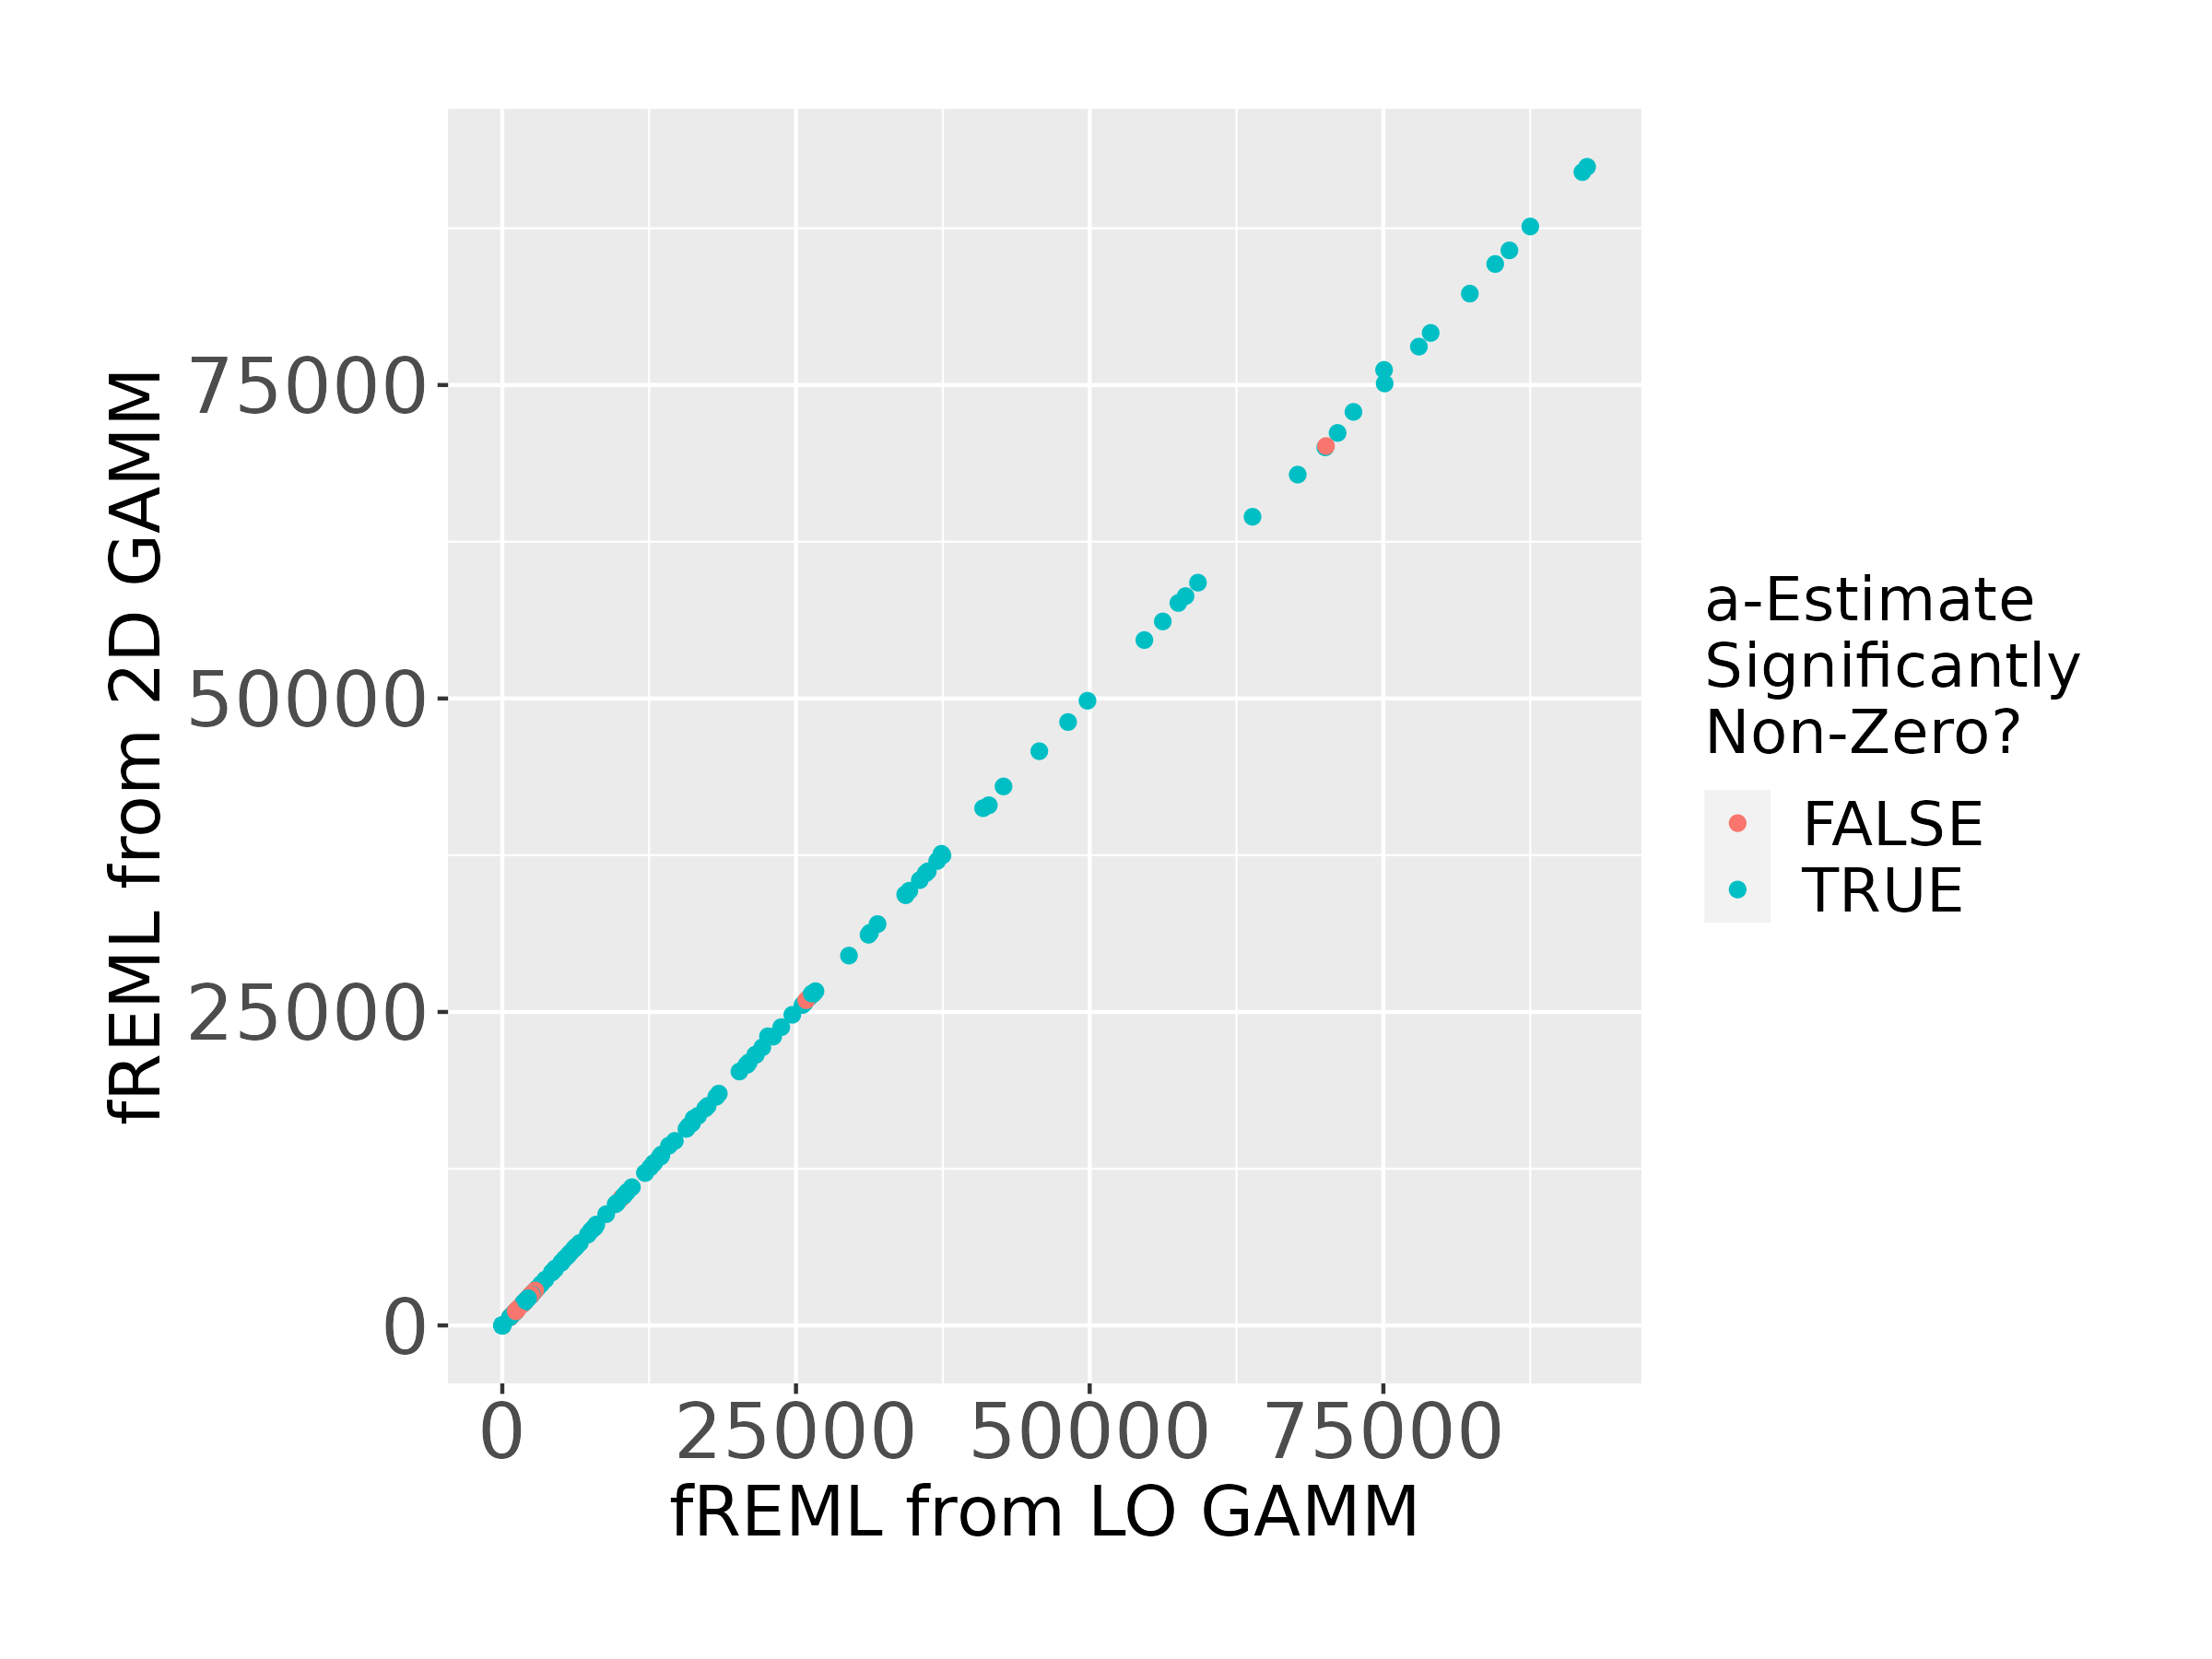 fREML from 2D GAMM
75000
50000
25000
0
0 25000 50000 75000
fREML from LO GAMM
a-Estimate
Significantly
Non-Zero?
FALSE
TRUE